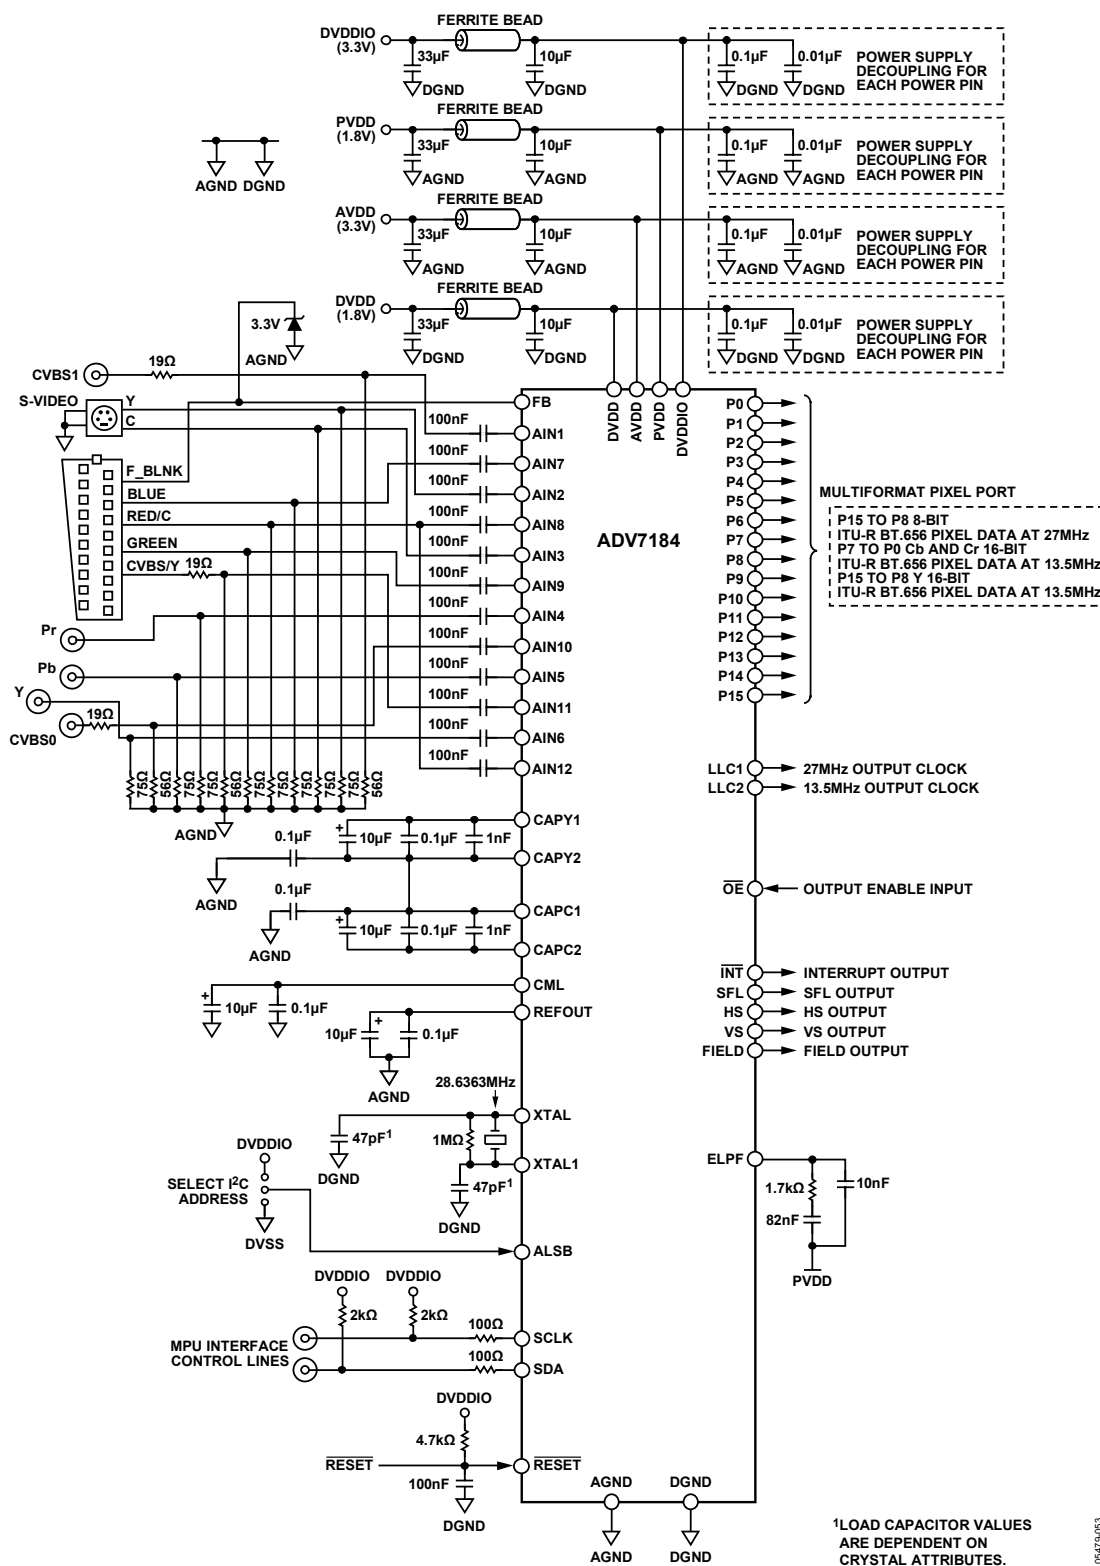 FERRITE BEAD
DVDDIO
(3.3V)
33µF
10µF
0.1µF
0.01µF
POWER SUPPLY
DECOUPLING FOR
EACH POWER PIN
DGND
DGND
DGND
DGND
FERRITE BEAD
PVDD
(1.8V)
33µF
10µF
0.1µF
0.01µF
POWER SUPPLY
DECOUPLING FOR
EACH POWER PIN
AGND
AGND
AGND
AGND
AGND
DGND
FERRITE BEAD
AVDD
(3.3V)
33µF
10µF
0.1µF
0.01µF
POWER SUPPLY
DECOUPLING FOR
EACH POWER PIN
AGND
AGND
AGND
AGND
FERRITE BEAD
DVDD
(1.8V)
33µF
10µF
0.1µF
0.01µF
POWER SUPPLY
DECOUPLING FOR
EACH POWER PIN
DGND
DGND
DGND
DGND
3.3V
AGND
CVBS1
19Ω
S-VIDEO
Y
C
F_BLNK
BLUE
RED/C
GREEN
CVBS/Y
19Ω
Pr
Pb
Y
CVBS0
19Ω
100nF
100nF
100nF
100nF
100nF
100nF
100nF
100nF
100nF
100nF
100nF
100nF
FB
AIN1
AIN7
AIN2
AIN8
AIN3
AIN9
AIN4
AIN10
AIN5
AIN11
AIN6
AIN12
DVDD
AVDD
PVDD
DVDDIO
ADV7184
P0
P1
P2
P3
P4
P5
P6
P7
P8
P9
P10
P11
P12
P13
P14
P15
MULTIFORMAT PIXEL PORT
P15 TO P8 8-BIT
ITU-R BT.656 PIXEL DATA AT 27MHz
P7 TO P0 Cb AND Cr 16-BIT
ITU-R BT.656 PIXEL DATA AT 13.5MHz
P15 TO P8 Y 16-BIT
ITU-R BT.656 PIXEL DATA AT 13.5MHz
75Ω
56Ω
75Ω
75Ω
56Ω
75Ω
75Ω
75Ω
75Ω
75Ω
56Ω
AGND
LLC1
27MHz OUTPUT CLOCK
LLC2
13.5MHz OUTPUT CLOCK
CAPY1
0.1µF
+
10µF
0.1µF
1nF
CAPY2
AGND
OE
OUTPUT ENABLE INPUT
0.1µF
CAPC1
AGND
+
10µF
0.1µF
1nF
CAPC2
INT
INTERRUPT OUTPUT
SFL
SFL OUTPUT
HS
HS OUTPUT
VS
VS OUTPUT
FIELD
FIELD OUTPUT
CML
+
10µF
0.1µF
REFOUT
10µF
+
0.1µF
AGND
28.6363MHz
XTAL
47pF¹
1MΩ
DGND
XTAL1
47pF¹
DGND
ELPF
1.7kΩ
10nF
82nF
PVDD
DVDDIO
SELECT I²C
ADDRESS
DVSS
ALSB
DVDDIO
DVDDIO
2kΩ
2kΩ
MPU INTERFACE
CONTROL LINES
100Ω
SCLK
100Ω
SDA
DVDDIO
4.7kΩ
RESET
RESET
100nF
DGND
AGND
DGND
AGND
DGND
¹LOAD CAPACITOR VALUES
ARE DEPENDENT ON
CRYSTAL ATTRIBUTES.
05479-053